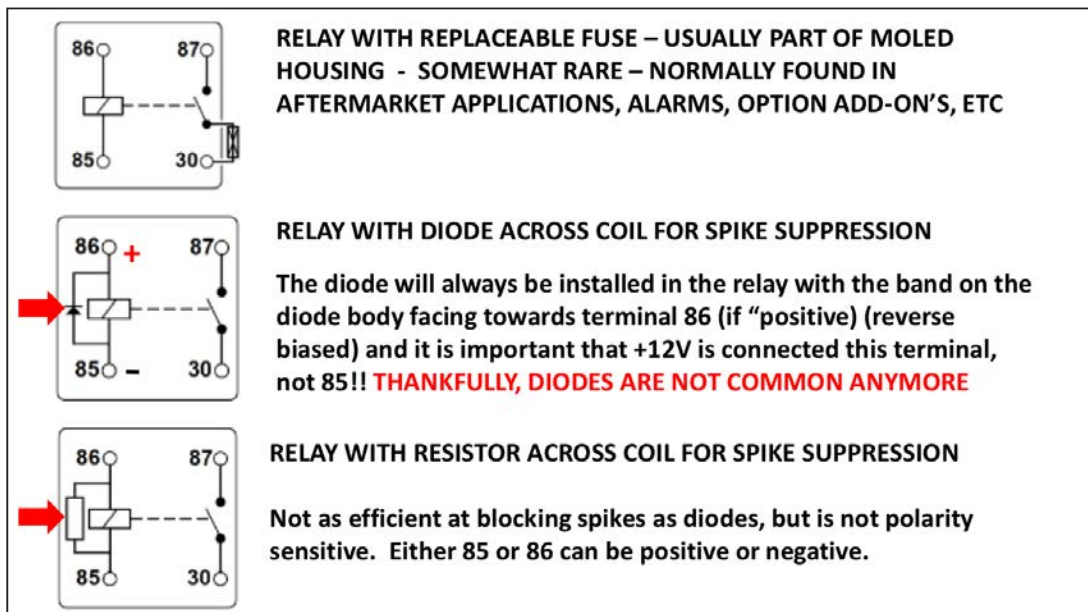 86 87
85 30
RELAY WITH REPLACEABLE FUSE – USUALLY PART OF MOLED
HOUSING - SOMEWHAT RARE – NORMALLY FOUND IN
AFTERMARKET APPLICATIONS, ALARMS, OPTION ADD-ON’S, ETC
86 + 87
85 – 30
RELAY WITH DIODE ACROSS COIL FOR SPIKE SUPPRESSION
The diode will always be installed in the relay with the band on the
diode body facing towards terminal 86 (if “positive) (reverse
biased) and it is important that +12V is connected this terminal,
not 85!! THANKFULLY, DIODES ARE NOT COMMON ANYMORE
86 87
85 30
RELAY WITH RESISTOR ACROSS COIL FOR SPIKE SUPPRESSION
Not as efficient at blocking spikes as diodes, but is not polarity
sensitive. Either 85 or 86 can be positive or negative.